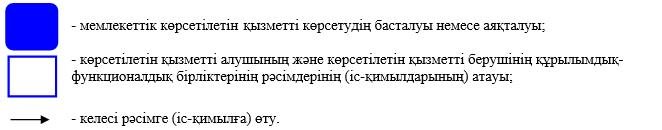 - мемлекеттік көрсетілетін қызметті көрсетудің басталуы немесе аяқталуы;
- көрсетілетін қызметті алушының және көрсетілетін қызметті берушінің құрылымдық-
функционалдық бірліктерінің рәсімдерінің (іс-қимылдарының) атауы;
- келесі рәсімге (іс-қимылға) өту.